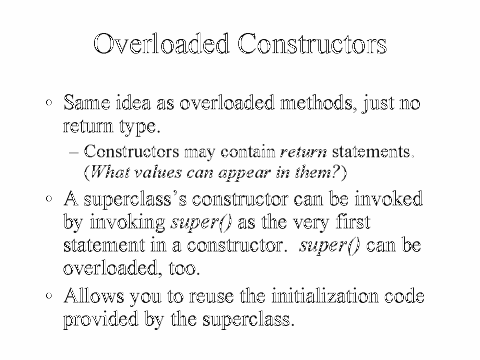 Overloaded Constructors
◦ Same idea as overloaded methods, just no
return type.
– Constructors may contain return statements.
(What values can appear in them?)
◦ A superclass's constructor can be invoked
by invoking super() as the very first
statement in a constructor. super() can be
overloaded, too.
◦ Allows you to reuse the initialization code
provided by the superclass.